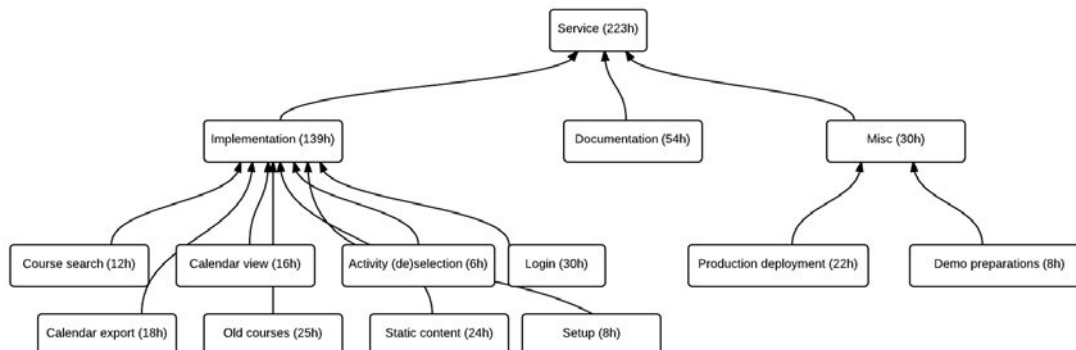 Service (223h)
Implementation (139h)
Documentation (54h)
Misc (30h)
Course search (12h)
Calendar view (16h)
Activity (de)selection (6h)
Login (30h)
Production deployment (22h)
Demo preparations (8h)
Calendar export (18h)
Old courses (25h)
Static content (24h)
Setup (8h)